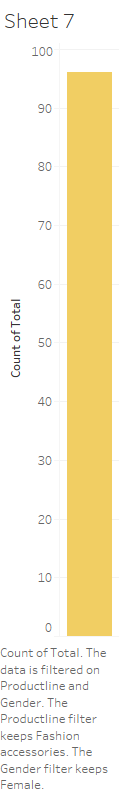 Sheet 7
100
90
80
70
60
50
40
30
20
10
0
Count of Total
Count of Total. The
data is filtered on
Productline and
Gender. The
Productline filter
keeps Fashion
accessories. The
Gender filter keeps
Female.